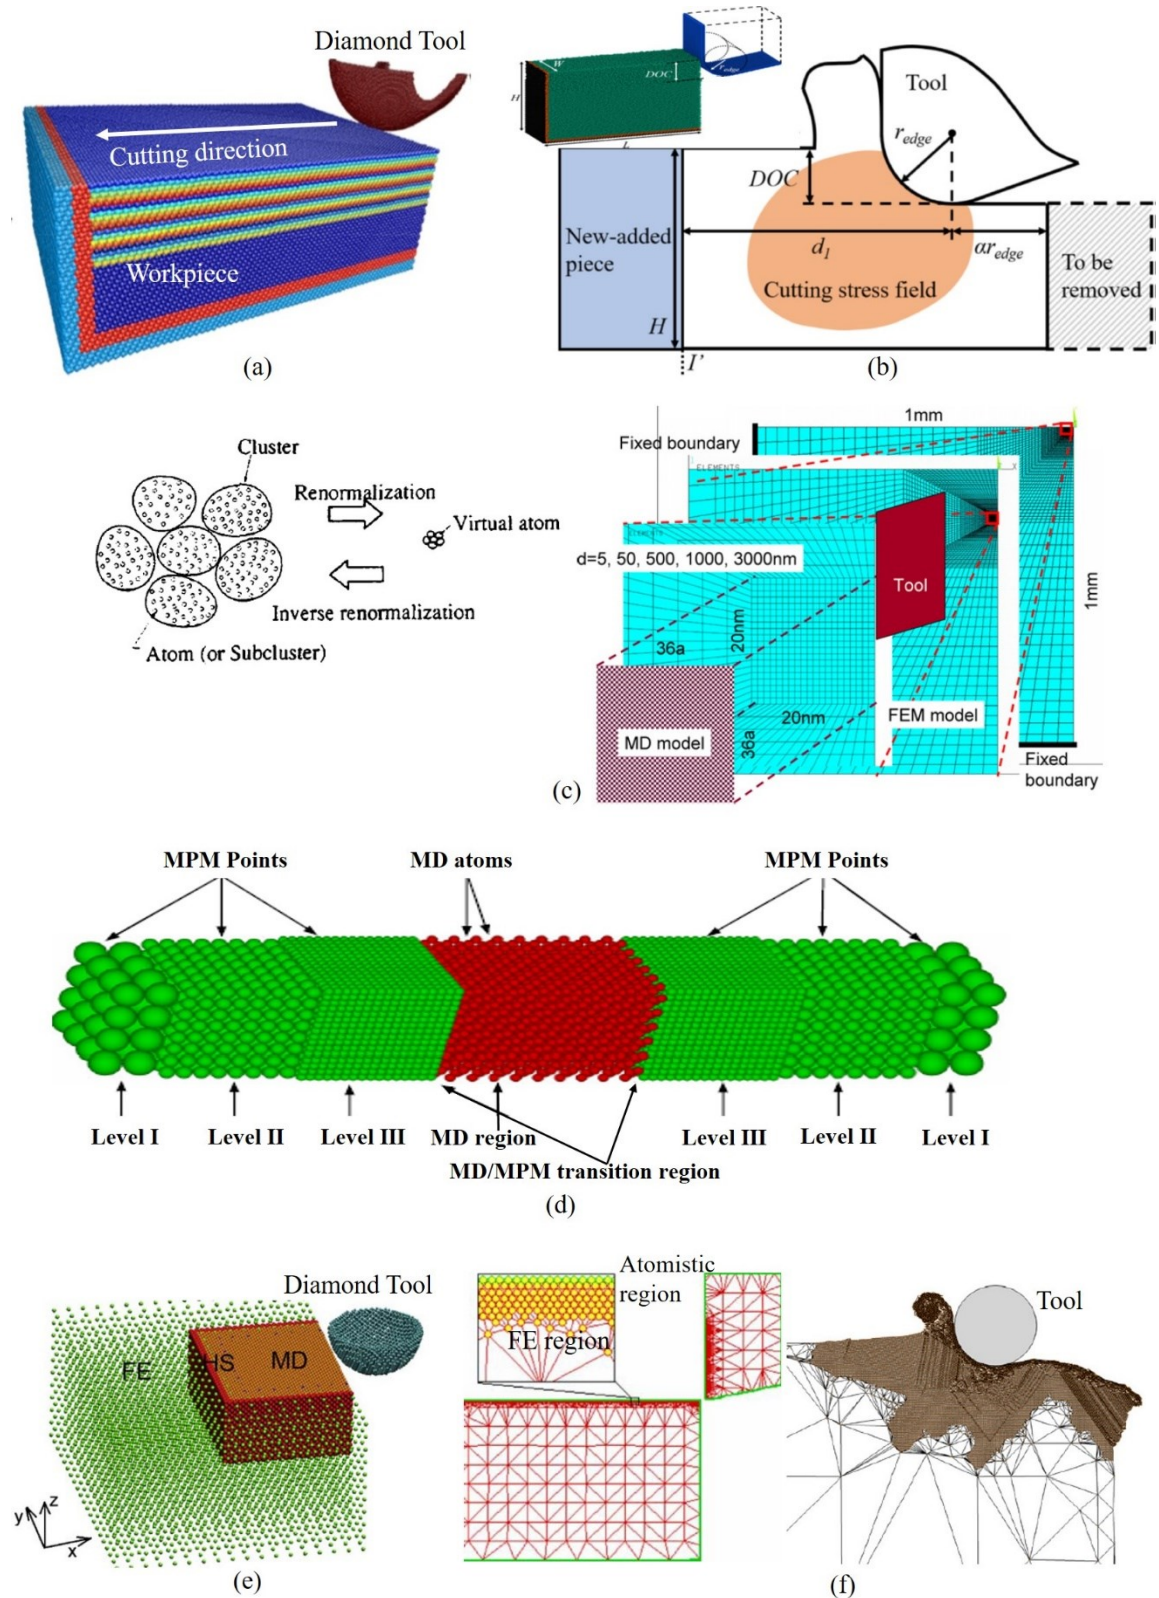 Diamond Tool
Cutting direction
Workpiece
(a)
W
DOC
r_edge
H
L
Tool
r_edge
DOC
New-added
piece
d_1
αr_edge
To be
removed
Cutting stress field
H
I'
(b)
Cluster
Renormalization
Virtual atom
Inverse renormalization
Atom (or Subcluster)
1mm
Fixed boundary
ELEMENTS
X
ELEMENTS
d=5, 50, 500, 1000, 3000nm
Tool
1mm
36a
20nm
20nm
FEM model
MD model
36a
Fixed
boundary
(c)
MPM Points
MD atoms
MPM Points
Level I
Level II
Level III
MD region
Level III
Level II
Level I
MD/MPM transition region
(d)
Diamond Tool
FE
HS
MD
y
z
x
(e)
Atomistic
region
FE region
Tool
(f)